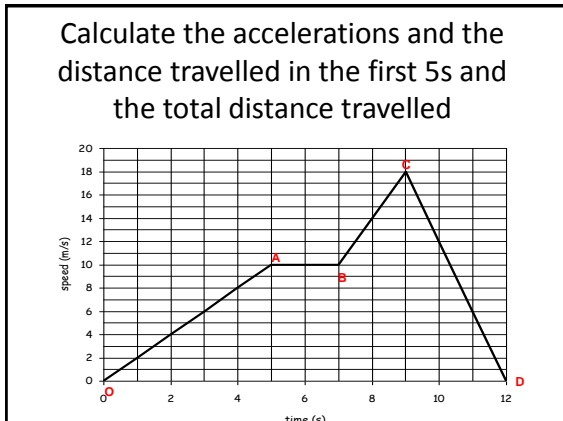 Calculate the accelerations and the
distance travelled in the first 5s and
the total distance travelled
20
18
16
14
12
10
8
6
4
2
0
speed (m/s)
A
B
C
D
O
0
2
4
6
8
10
12
time (s)